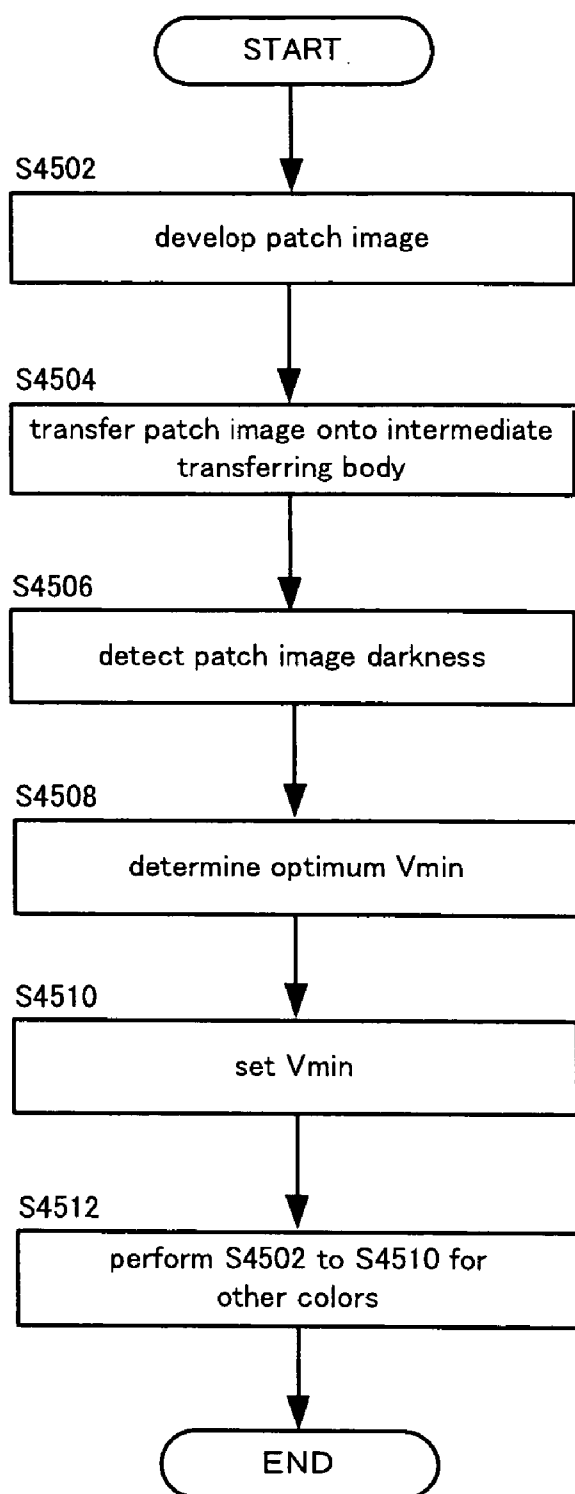 START
S4502
develop patch image
S4504
transfer patch image onto intermediate
transferring body
S4506
detect patch image darkness
S4508
determine optimum Vmin
S4510
set Vmin
S4512
perform S4502 to S4510 for
other colors
END